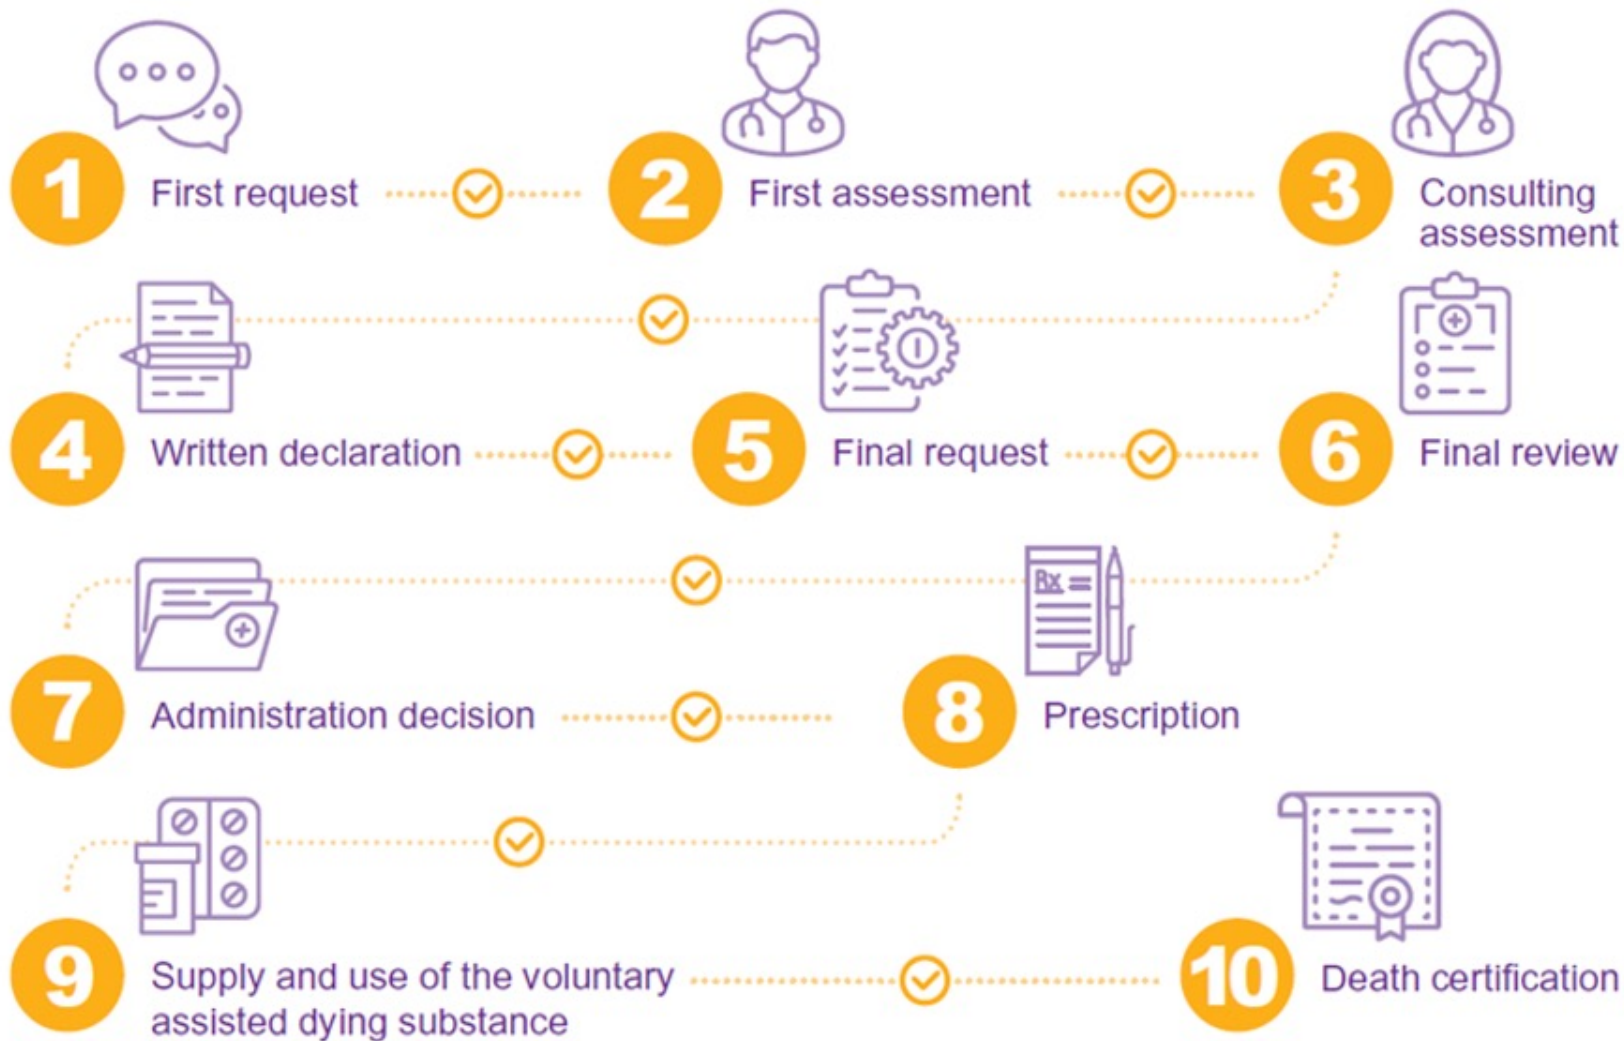 1 First request
2 First assessment
3 Consulting
assessment
4 Written declaration
5 Final request
6 Final review
7 Administration decision
Rx
8 Prescription
9 Supply and use of the voluntary
assisted dying substance
10 Death certification